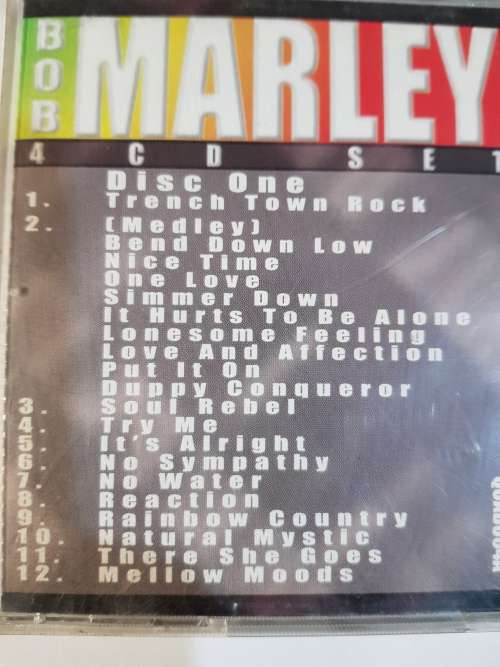 BOB MARLEY
4 CD SET
Disc One
1. Trench Town Rock
2. (Medley)
Bend Down Low
Nice Time
One Love
Simmer Down
It Hurts To Be Alone
Lonesome Feeling
Love And Affection
Put It On
Duppy Conqueror
3. Soul Rebel
4. Try Me
5. It's Alright
6. No Sympathy
7. No Water
8. Reaction
9. Rainbow Country
10. Natural Mystic
11. There She Goes
12. Mellow Moods